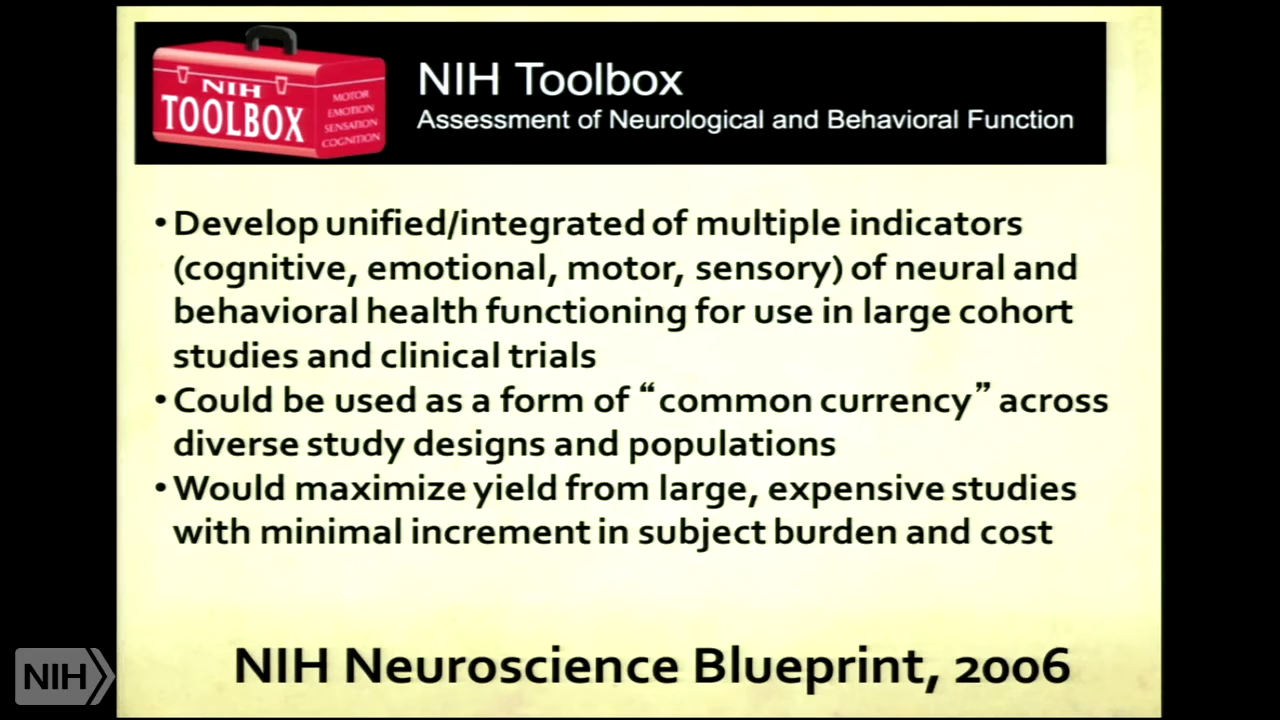 NIH
TOOLBOX
MOTOR
EMOTION
SENSATION
COGNITION
NIH Toolbox
Assessment of Neurological and Behavioral Function
• Develop unified/integrated of multiple indicators
(cognitive, emotional, motor, sensory) of neural and
behavioral health functioning for use in large cohort
studies and clinical trials
• Could be used as a form of “common currency” across
diverse study designs and populations
• Would maximize yield from large, expensive studies
with minimal increment in subject burden and cost
NIH Neuroscience Blueprint, 2006
NIH